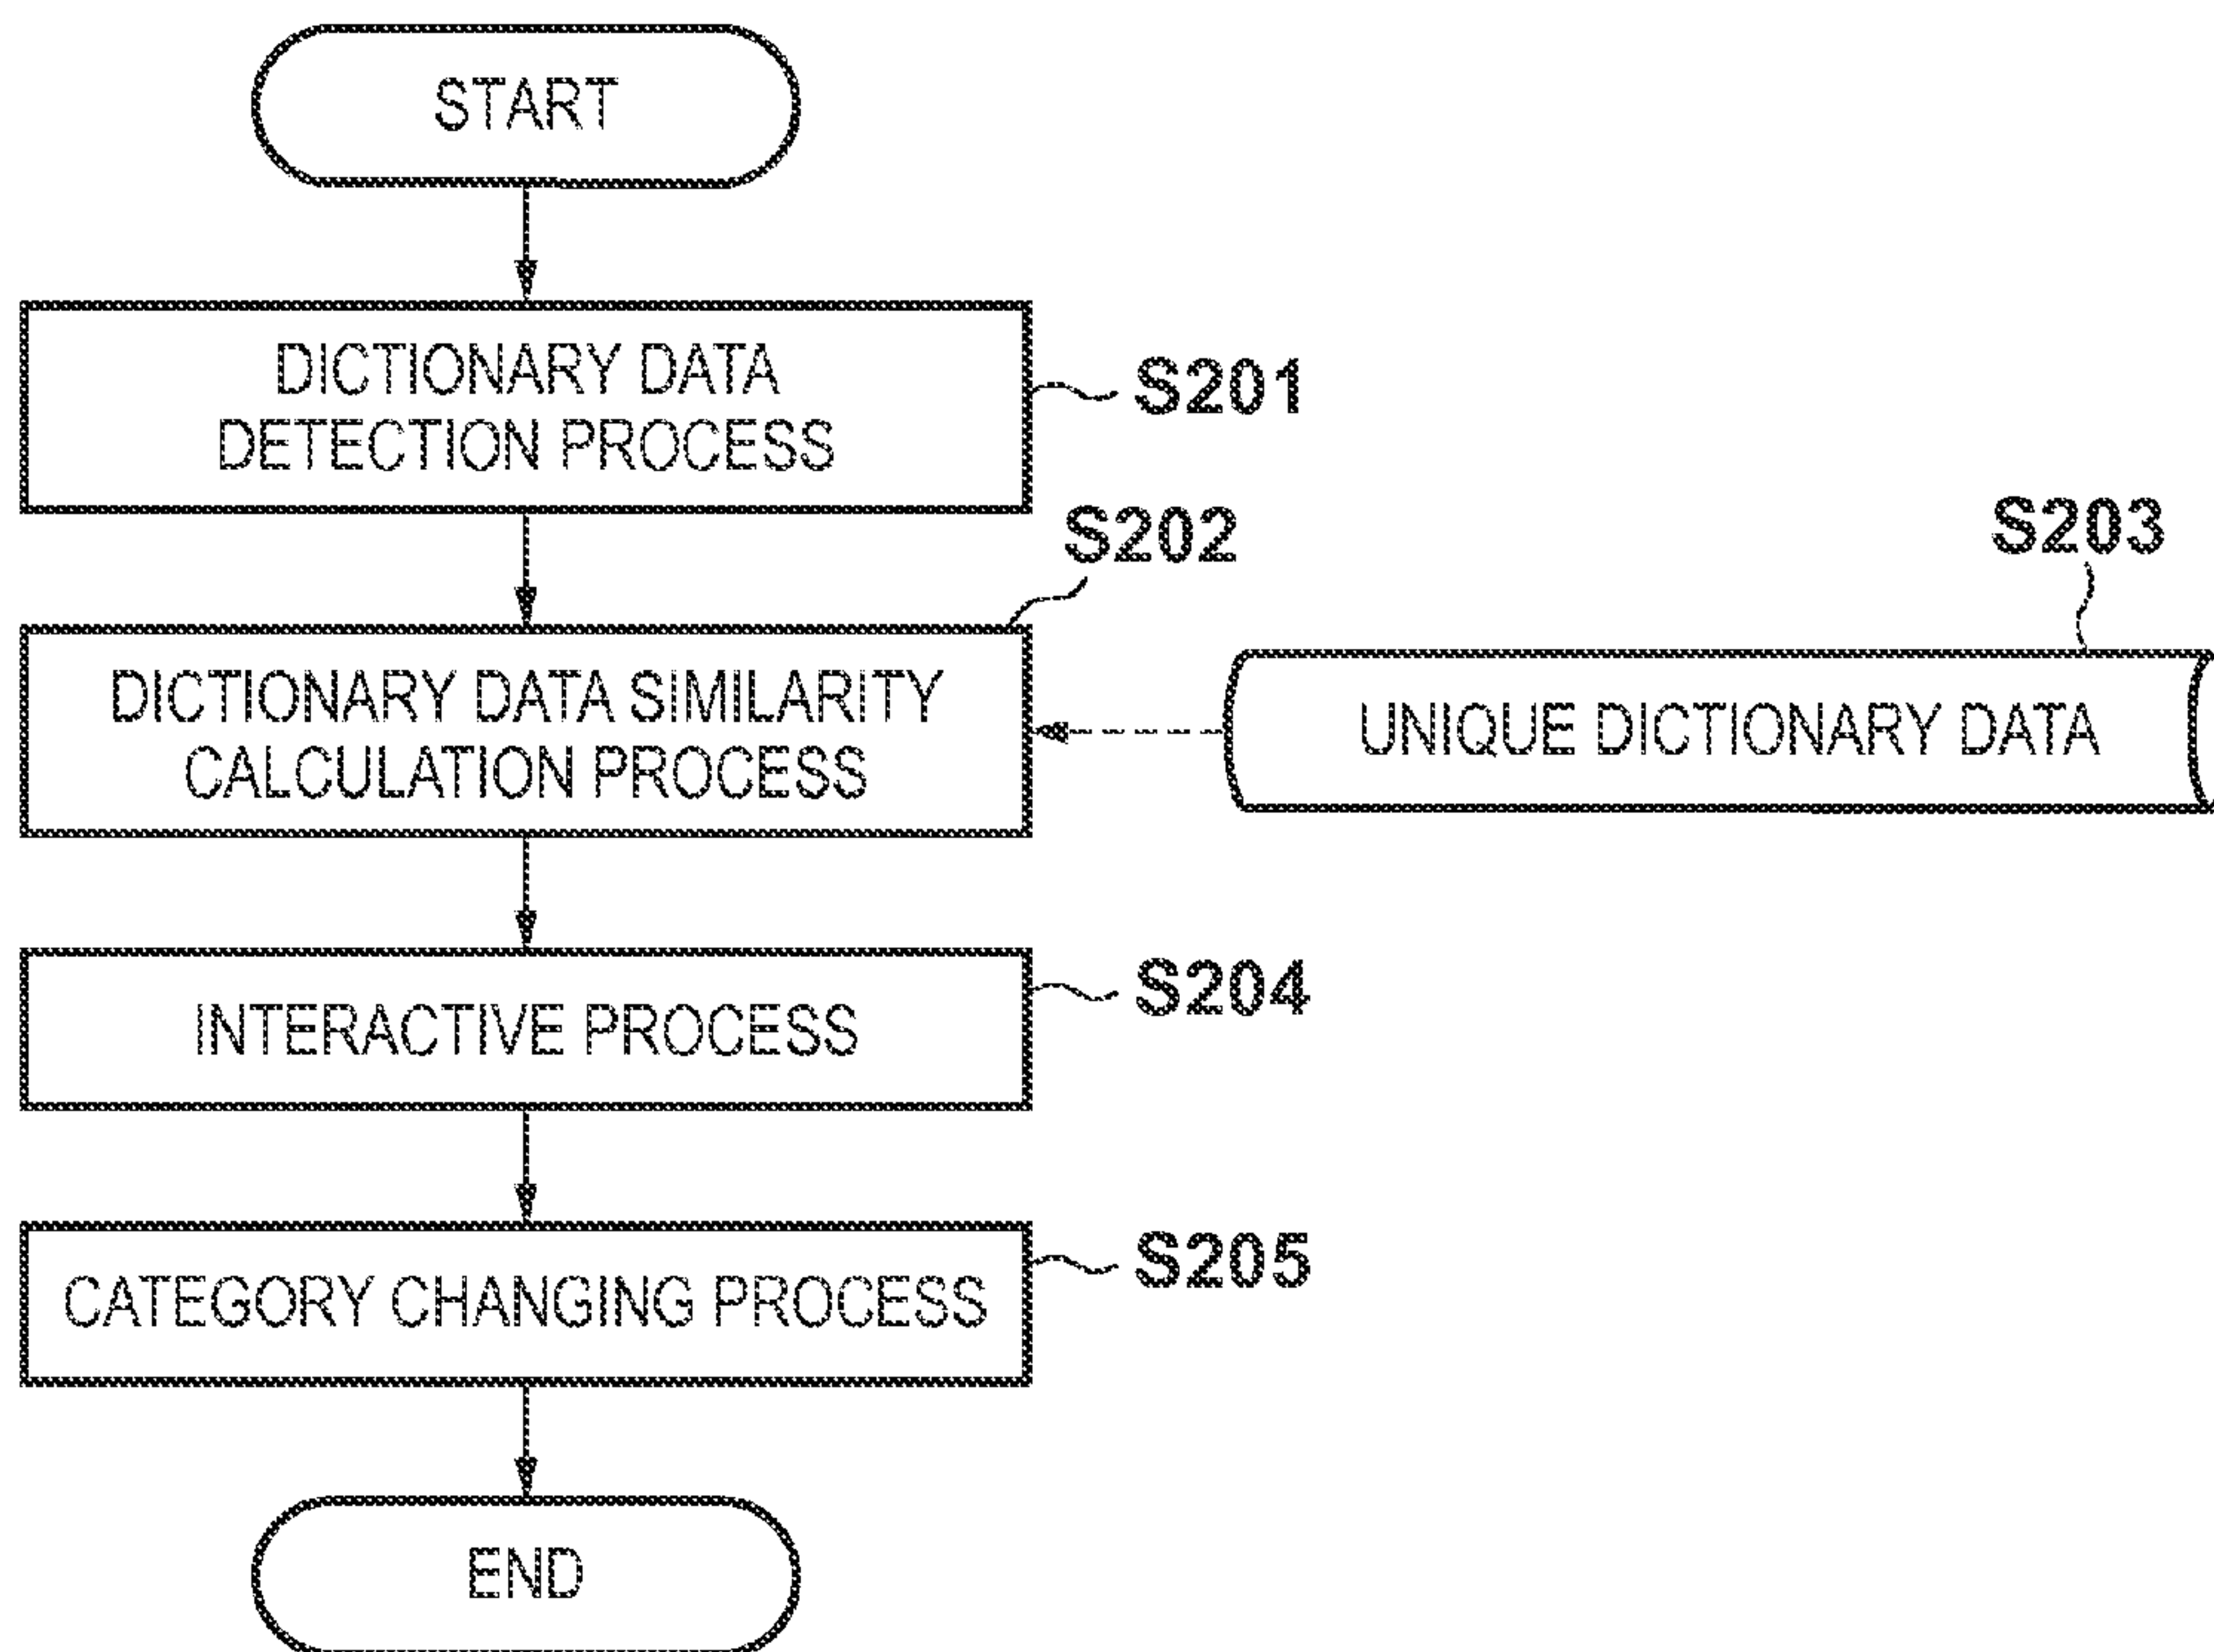 START
DICTIONARY DATA
DETECTION PROCESS
S201
S202
DICTIONARY DATA SIMILARITY
CALCULATION PROCESS
S203
UNIQUE DICTIONARY DATA
INTERACTIVE PROCESS
S204
CATEGORY CHANGING PROCESS
S205
END